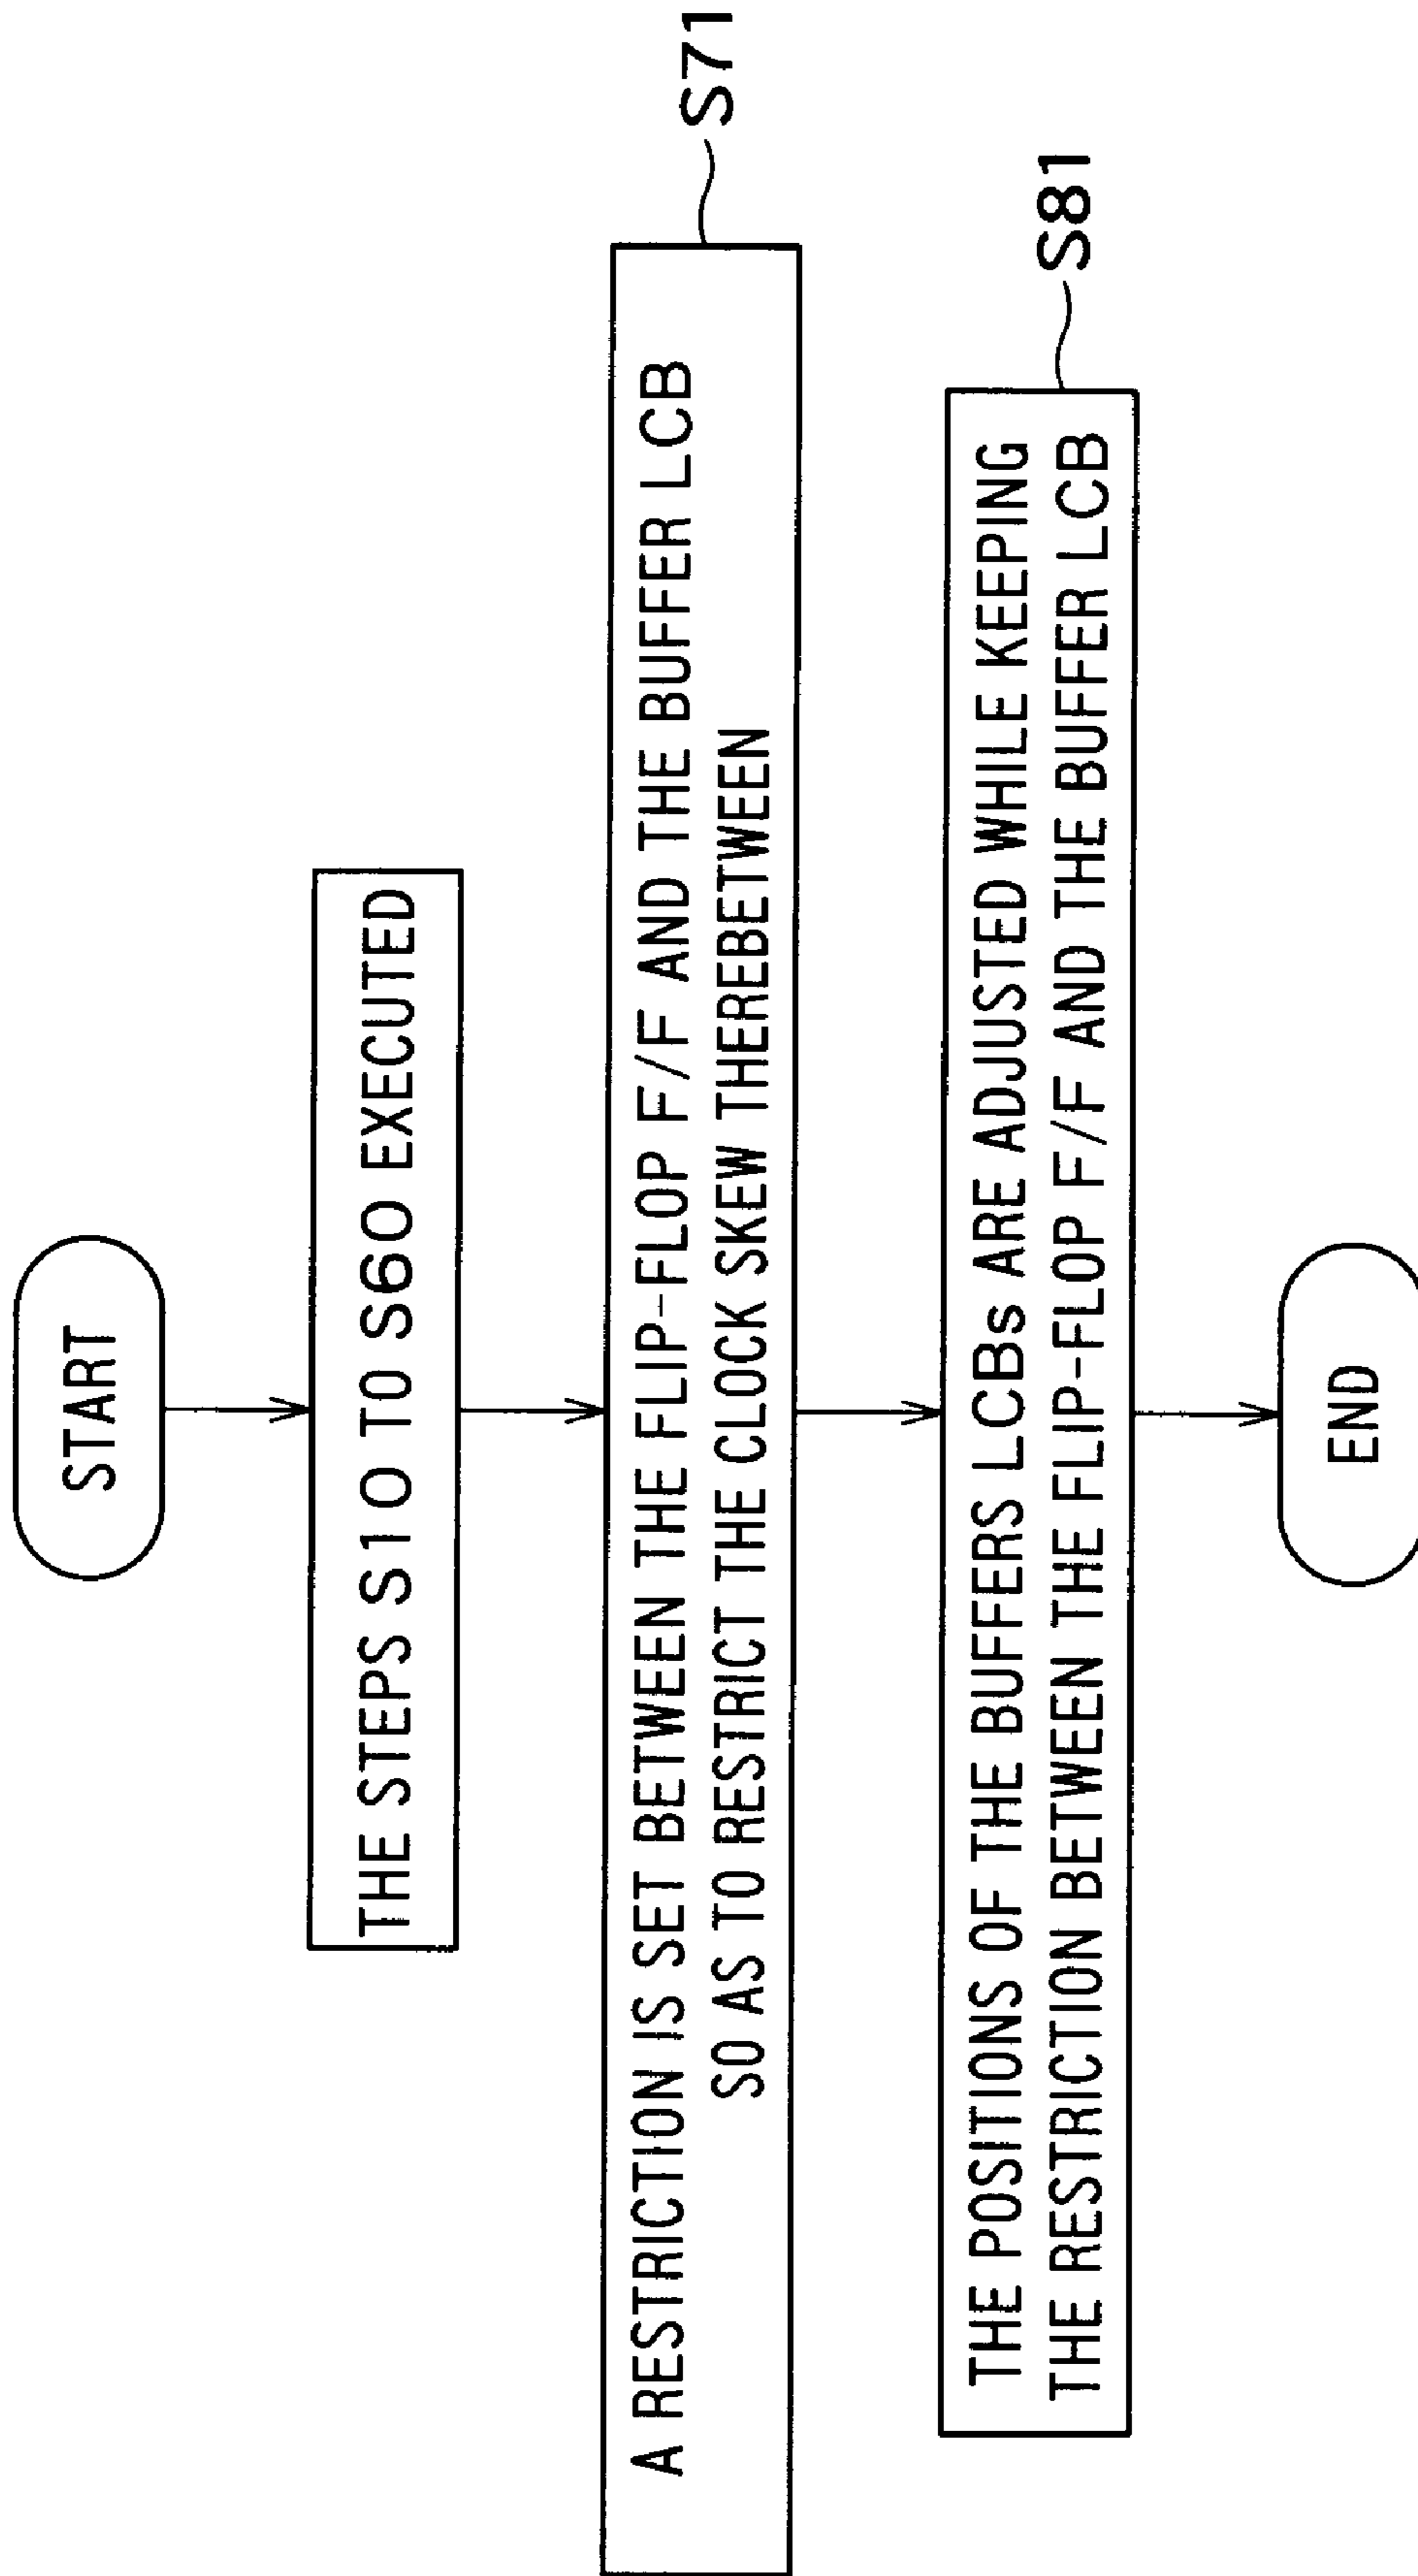 START
THE STEPS S10 TO S60 EXECUTED
A RESTRICTION IS SET BETWEEN THE FLIP-FLOP F/F AND THE BUFFER LCB
SO AS TO RESTRICT THE CLOCK SKEW THEREBETWEEN
S71
THE POSITIONS OF THE BUFFERS LCBs ARE ADJUSTED WHILE KEEPING
THE RESTRICTION BETWEEN THE FLIP-FLOP F/F AND THE BUFFER LCB
S81
END